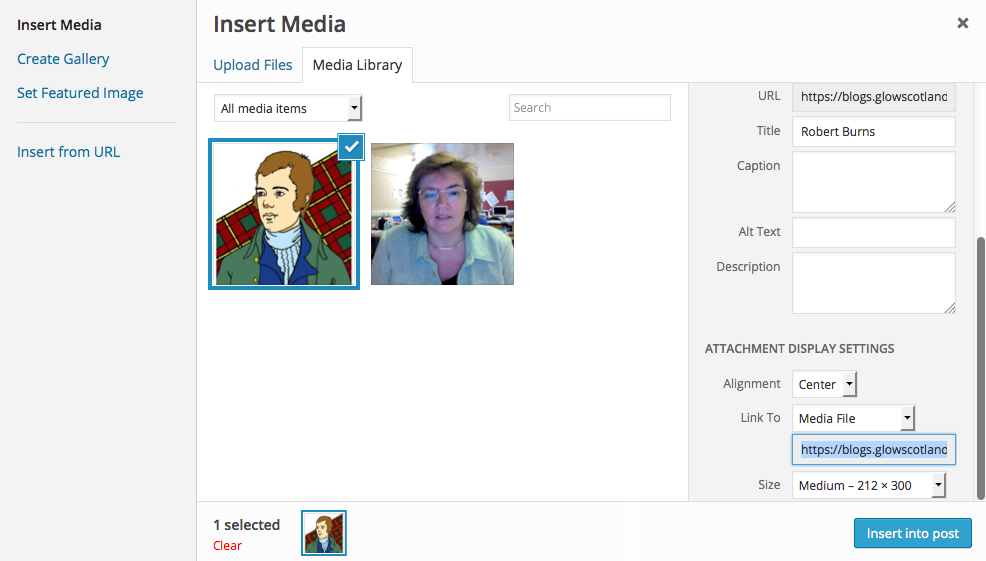 Insert Media
Create Gallery
Set Featured Image
Insert from URL
Insert Media
Upload Files
Media Library
All media items
Search
URL https://blogs.glowscotland
Title Robert Burns
Caption
Alt Text
Description
ATTACHMENT DISPLAY SETTINGS
Alignment Center
Link To Media File
https://blogs.glowscotland
Size Medium – 212 × 300
1 selected
Clear
Insert into post